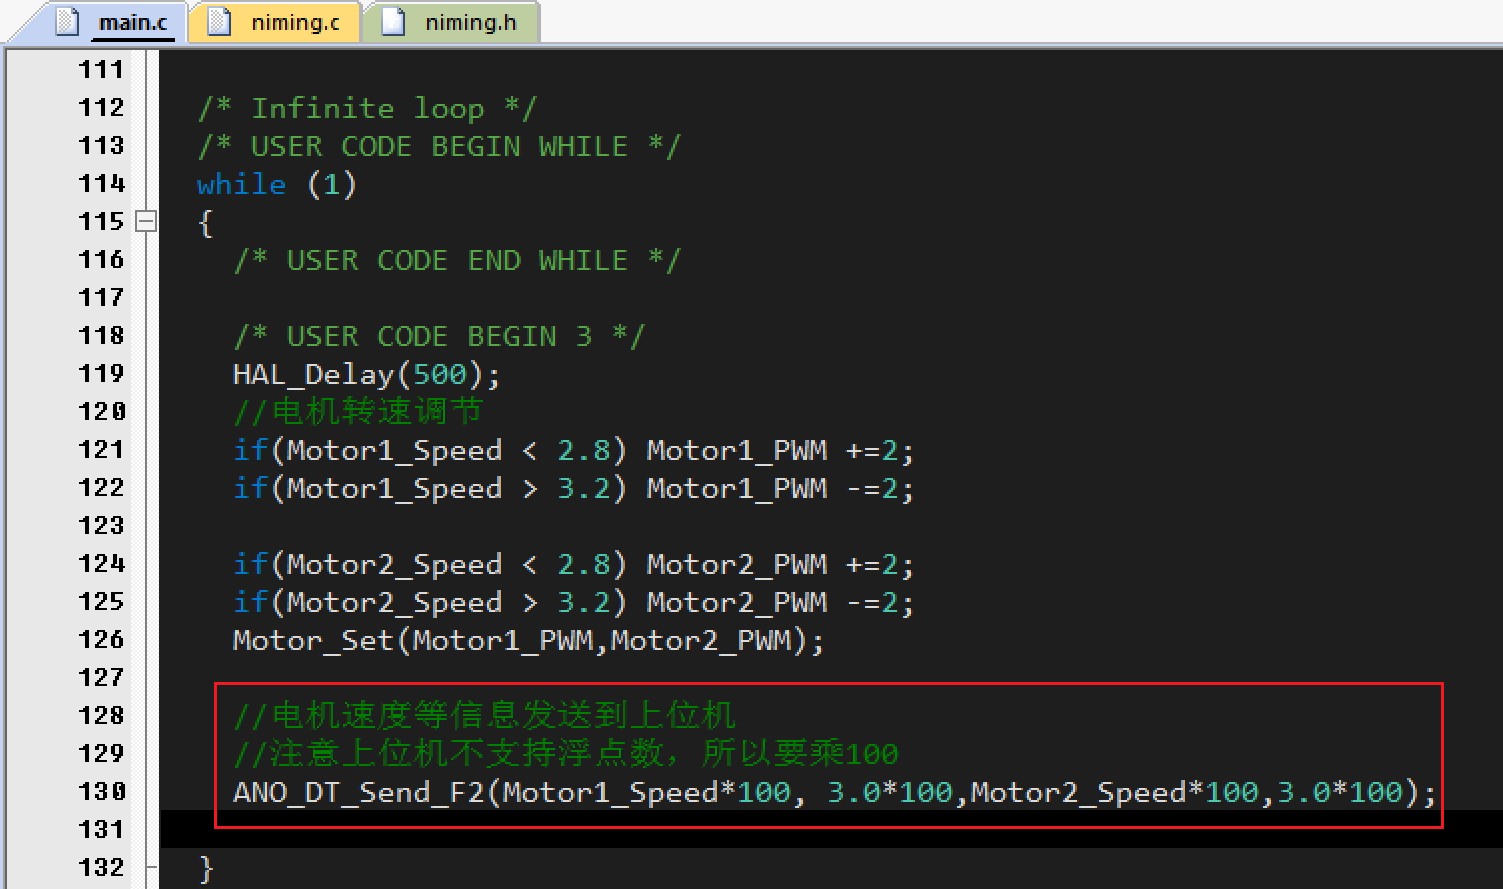 main.c niming.c niming.h
111
112 /* Infinite loop */
113 /* USER CODE BEGIN WHILE */
114 while (1)
115 {
116 /* USER CODE END WHILE */
117
118 /* USER CODE BEGIN 3 */
119 HAL_Delay(500);
120 //电机转速调节
121 if(Motor1_Speed < 2.8) Motor1_PWM +=2;
122 if(Motor1_Speed > 3.2) Motor1_PWM -=2;
123
124 if(Motor2_Speed < 2.8) Motor2_PWM +=2;
125 if(Motor2_Speed > 3.2) Motor2_PWM -=2;
126 Motor_Set(Motor1_PWM,Motor2_PWM);
127
128 //电机速度等信息发送到上位机
129 //注意上位机不支持浮点数，所以要乘100
130 ANO_DT_Send_F2(Motor1_Speed*100, 3.0*100,Motor2_Speed*100,3.0*100);
131
132 }